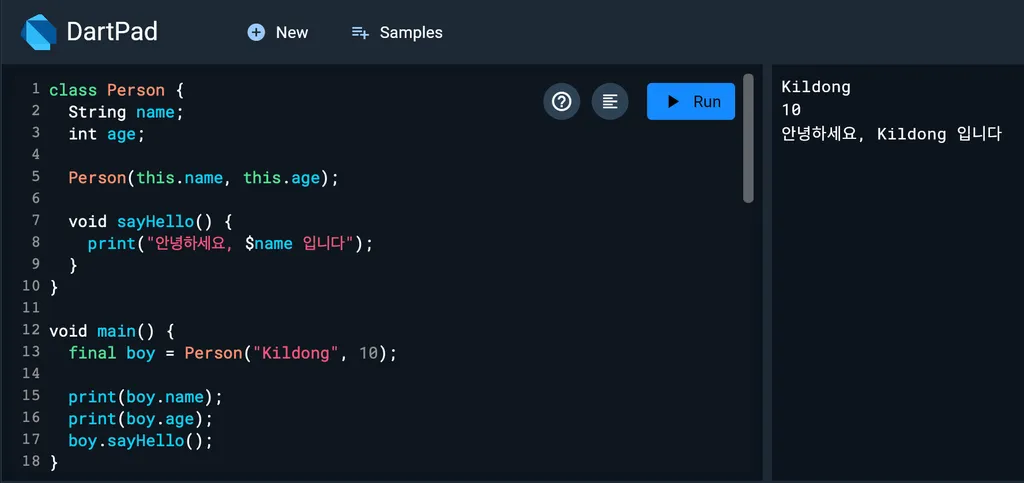 DartPad New Samples
1 class Person {
2   String name;
3   int age;
4
5   Person(this.name, this.age);
6
7   void sayHello() {
8     print("안녕하세요, $name 입니다");
9   }
10 }
11
12 void main() {
13   final boy = Person("Kildong", 10);
14
15   print(boy.name);
16   print(boy.age);
17   boy.sayHello();
18 }
? Run
Kildong
10
안녕하세요, Kildong 입니다